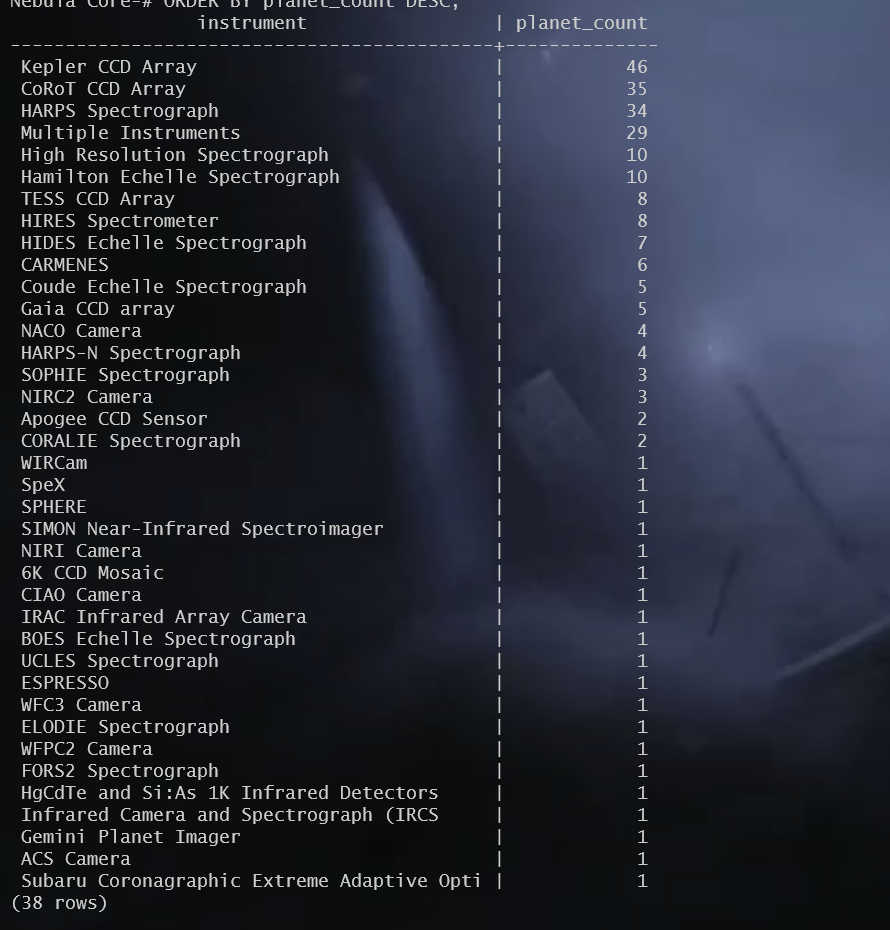 Nebula Core-# ORDER BY planet_count DESC;
instrument | planet_count
-------------------------------------------+--------------
Kepler CCD Array | 46
CoRoT CCD Array | 35
HARPS Spectrograph | 34
Multiple Instruments | 29
High Resolution Spectrograph | 10
Hamilton Echelle Spectrograph | 10
TESS CCD Array | 8
HIRES Spectrometer | 8
HIDES Echelle Spectrograph | 7
CARMENES | 6
Coude Echelle Spectrograph | 5
Gaia CCD array | 5
NACO Camera | 4
HARPS-N Spectrograph | 4
SOPHIE Spectrograph | 3
NIRC2 Camera | 3
Apogee CCD Sensor | 2
CORALIE Spectrograph | 2
WIRCam | 1
SpeX | 1
SPHERE | 1
SIMON Near-Infrared Spectroimager | 1
NIRI Camera | 1
6K CCD Mosaic | 1
CIAO Camera | 1
IRAC Infrared Array Camera | 1
BOES Echelle Spectrograph | 1
UCLES Spectrograph | 1
ESPRESSO | 1
WFC3 Camera | 1
ELODIE Spectrograph | 1
WFPC2 Camera | 1
FORS2 Spectrograph | 1
HgCdTe and Si:As 1K Infrared Detectors | 1
Infrared Camera and Spectrograph (IRCS | 1
Gemini Planet Imager | 1
ACS Camera | 1
Subaru Coronagraphic Extreme Adaptive Opti | 1
(38 rows)